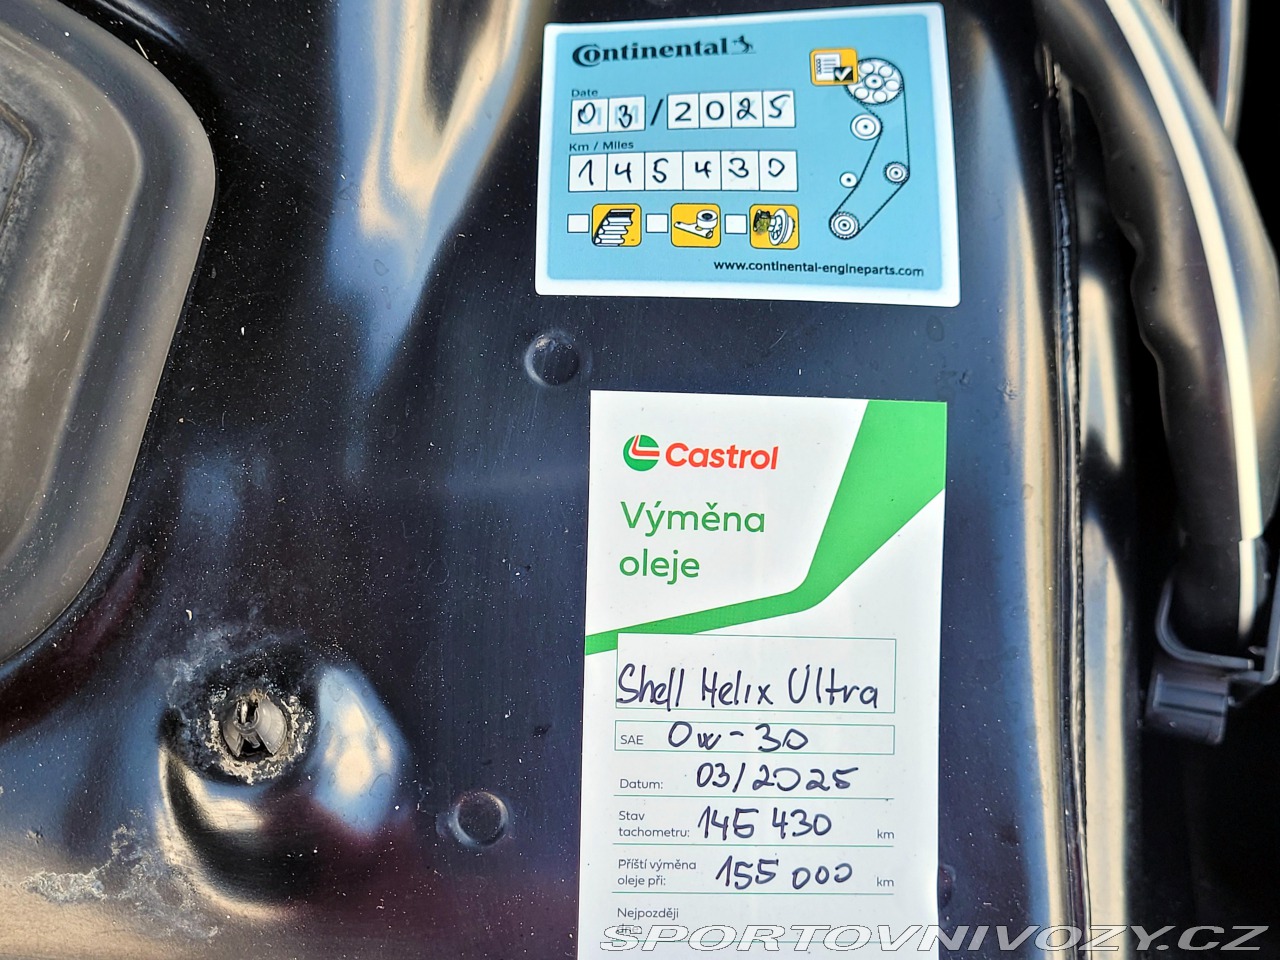 Continental
Date
03/2025
Km / Miles
145430
www.continental-engineparts.com
Castrol
Výměna
oleje
Shell Helix Ultra
SAE 0w-30
Datum: 03/2025
Stav
tachometru: 145 430 km
Příští výměna
oleje při: 155 000 km
Nejpozději
dne:
SPORTOVNIVOZY.CZ